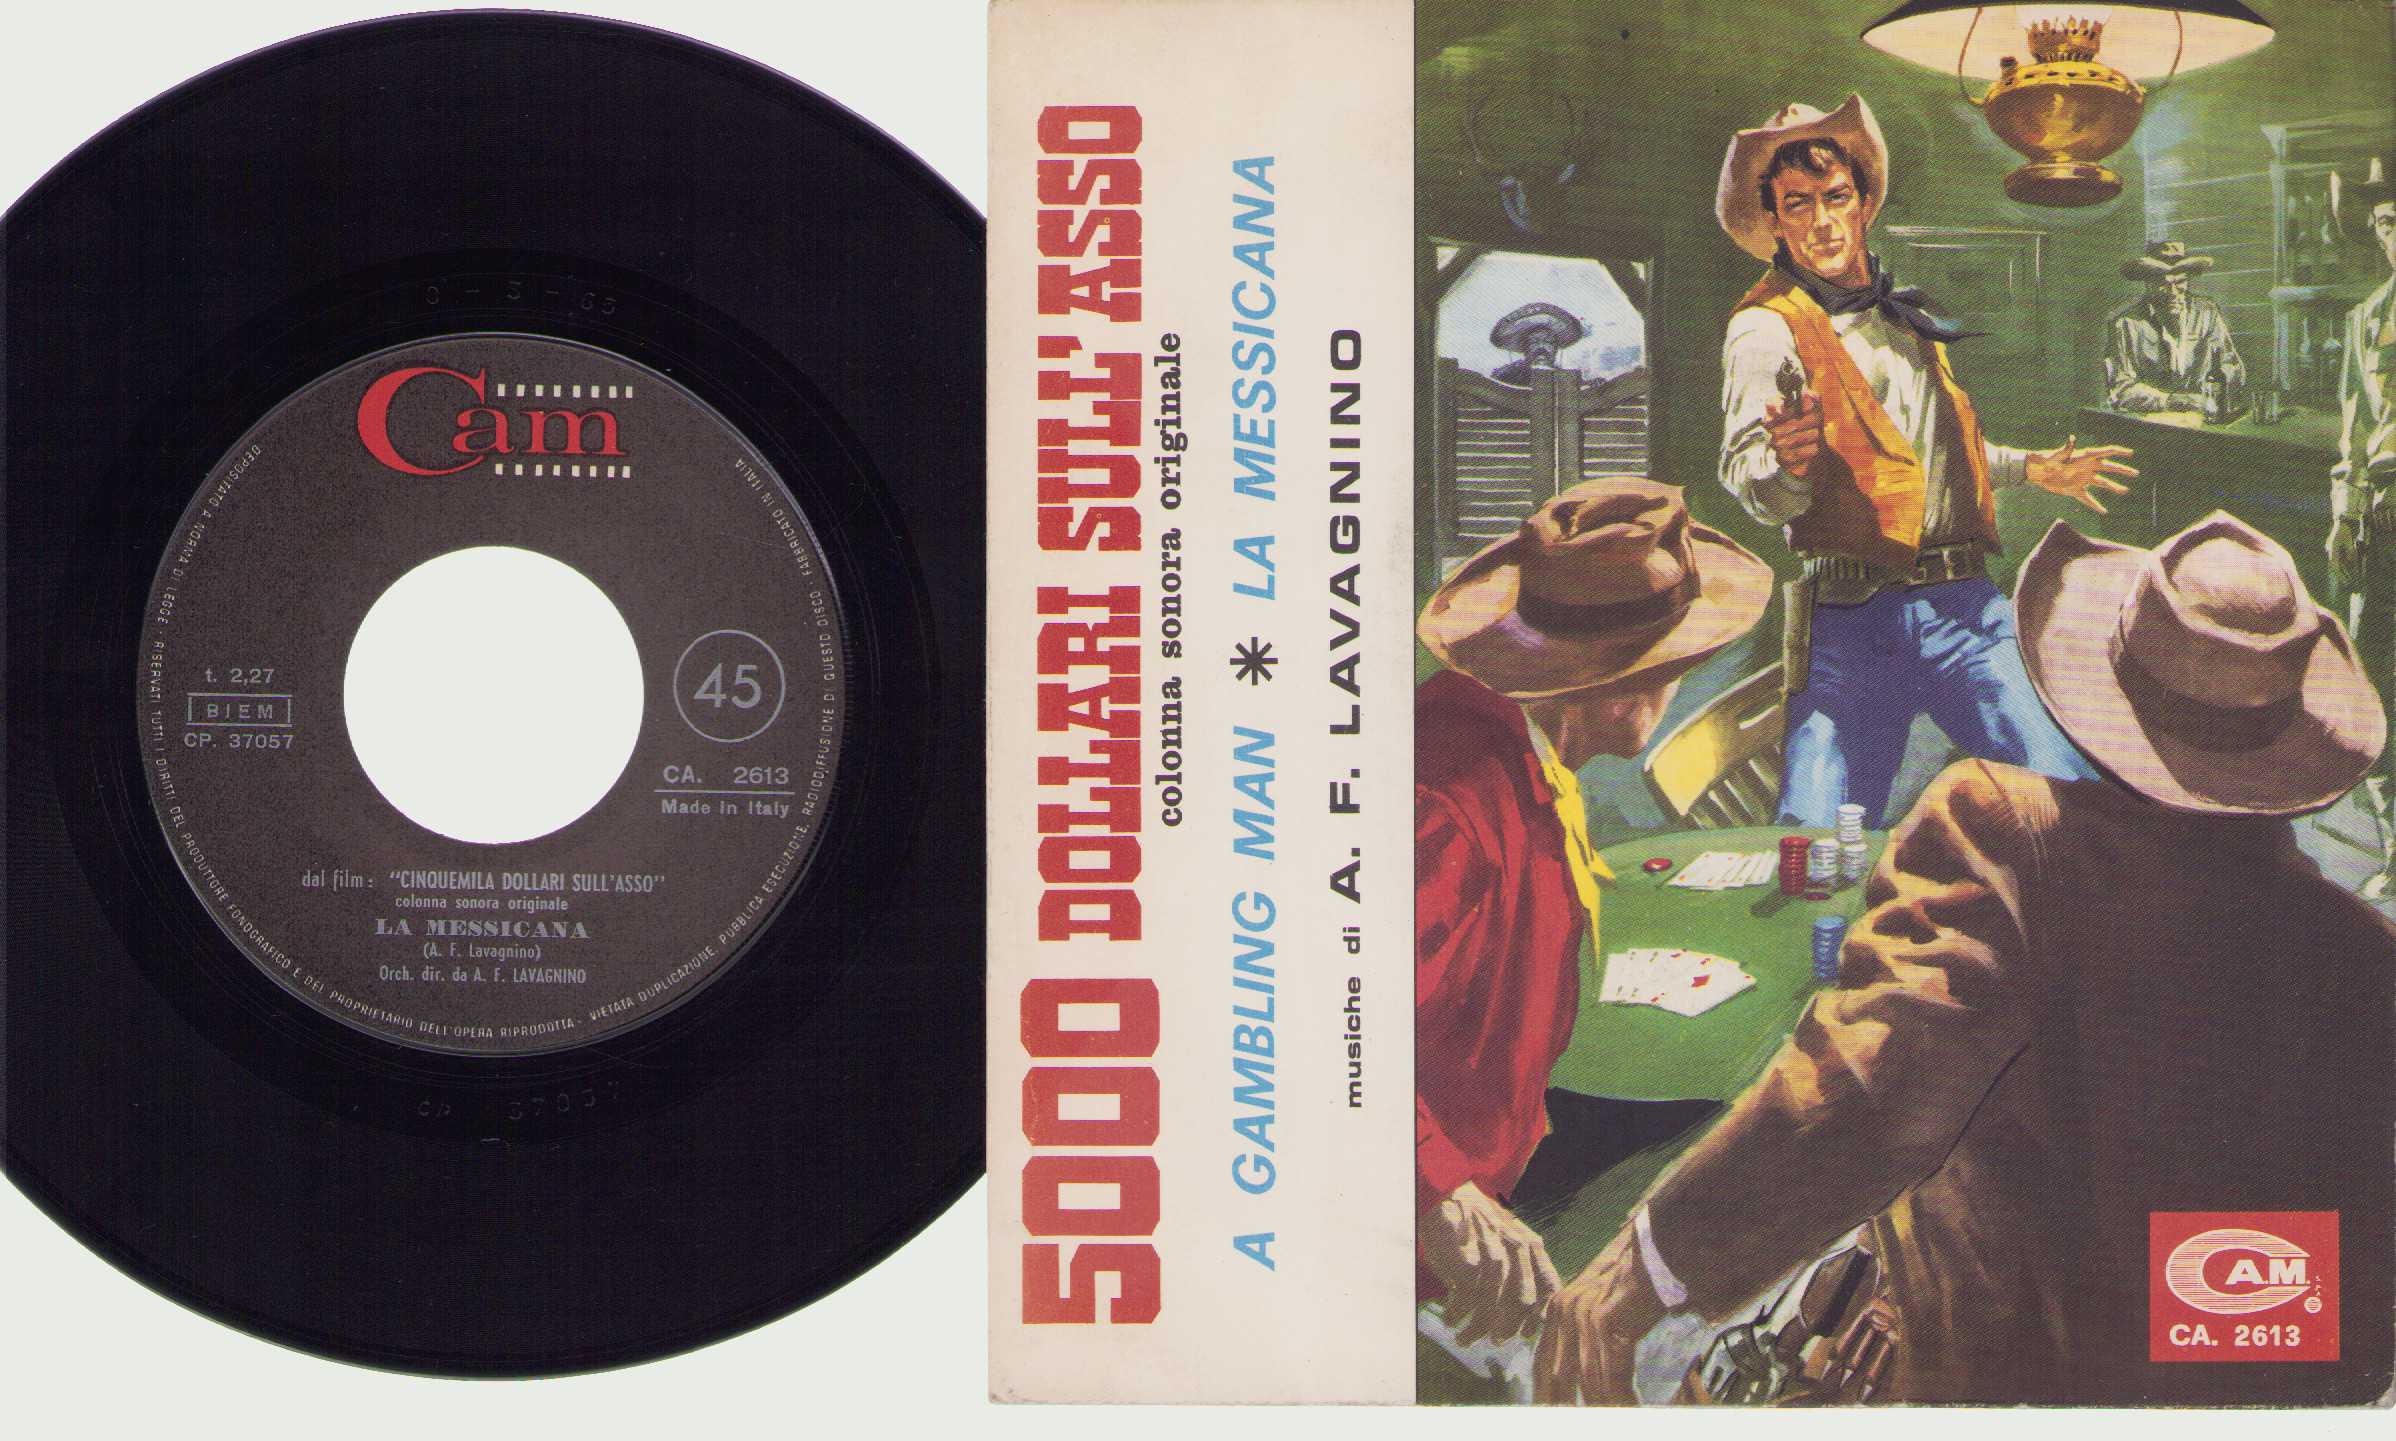 Cam
DEPOSITATO A NORMA DI LEGGE · RISERVATI TUTTI I DIRITTI DEL PRODUTTORE FONOGRAFICO E DEL PROPRIETARIO DELL'OPERA RIPRODOTTA · VIETATA DUPLICAZIONE, PUBBLICA ESECUZIONE, RADIODIFFUSIONE DI QUESTO DISCO · FABBRICATO IN ITALIA
t. 2,27
BIEM
CP. 37057
45
CA. 2613
Made in Italy
dal film: "CINQUEMILA DOLLARI SULL'ASSO"
colonna sonora originale
LA MESSICANA
(A. F. Lavagnino)
Orch. dir. da A. F. LAVAGNINO
CP 37057
5000 DOLLARI SULL'ASSO
colonna sonora originale
A GAMBLING MAN * LA MESSICANA
musiche di A. F. LAVAGNINO
C.A.M.
CA. 2613